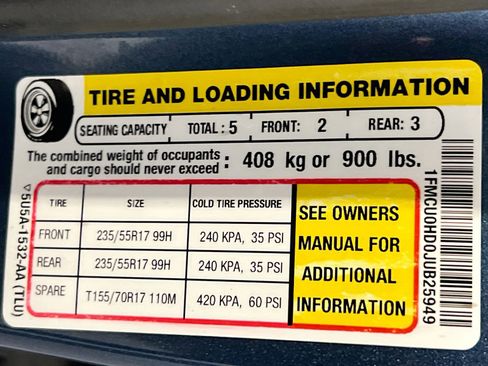 TIRE AND LOADING INFORMATION
SEATING CAPACITY TOTAL : 5 FRONT: 2 REAR: 3
The combined weight of occupants and cargo should never exceed : 408 kg or 900 lbs.
TIRE SIZE COLD TIRE PRESSURE
FRONT 235/55R17 99H 240 KPA, 35 PSI
REAR 235/55R17 99H 240 KPA, 35 PSI
SPARE T155/70R17 110M 420 KPA, 60 PSI
SEE OWNERS
MANUAL FOR
ADDITIONAL
INFORMATION
▽5U5A-1532-AA (TLU)
1FMCU0HD0JUB25949